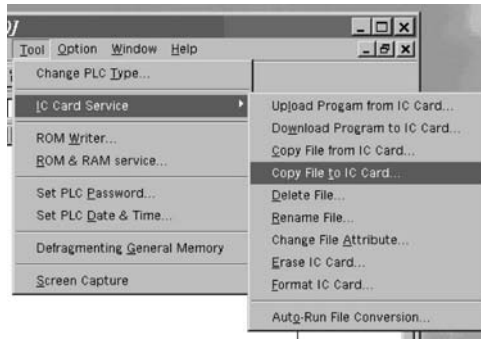 Tool Option Window Help
Change PLC Type...
IC Card Service
ROM Writer...
ROM & RAM service...
Set PLC Password...
Set PLC Date & Time...
Defragmenting General Memory
Screen Capture
Upload Progam from IC Card...
Download Program to IC Card...
Copy File from IC Card...
Copy File to IC Card...
Delete File...
Rename File...
Change File Attribute...
Erase IC Card...
Format IC Card...
Auto-Run File Conversion...